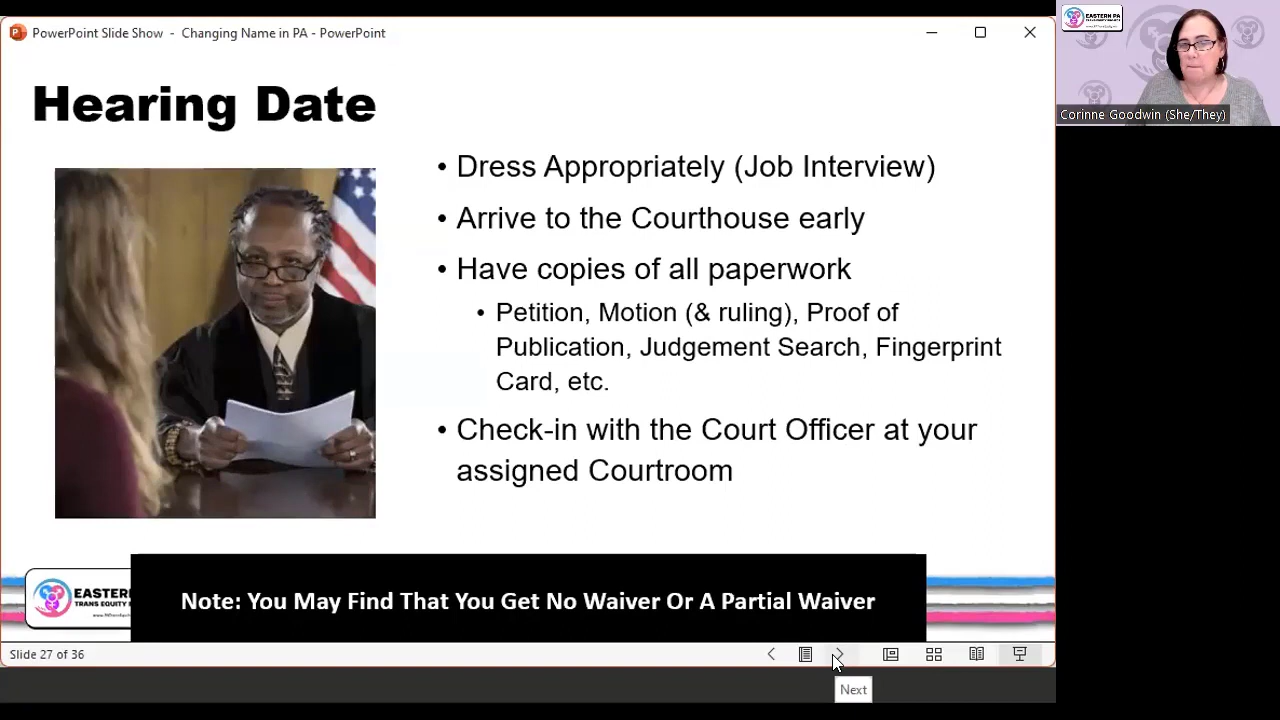 PowerPoint Slide Show - Changing Name in PA - PowerPoint
EASTERN PA
Corinne Goodwin (She/They)
Hearing Date
• Dress Appropriately (Job Interview)
• Arrive to the Courthouse early
• Have copies of all paperwork
• Petition, Motion (& ruling), Proof of
Publication, Judgement Search, Fingerprint
Card, etc.
• Check-in with the Court Officer at your
assigned Courtroom
EASTER
TRANS EQUITY
Note: You May Find That You Get No Waiver Or A Partial Waiver
Slide 27 of 36
Next